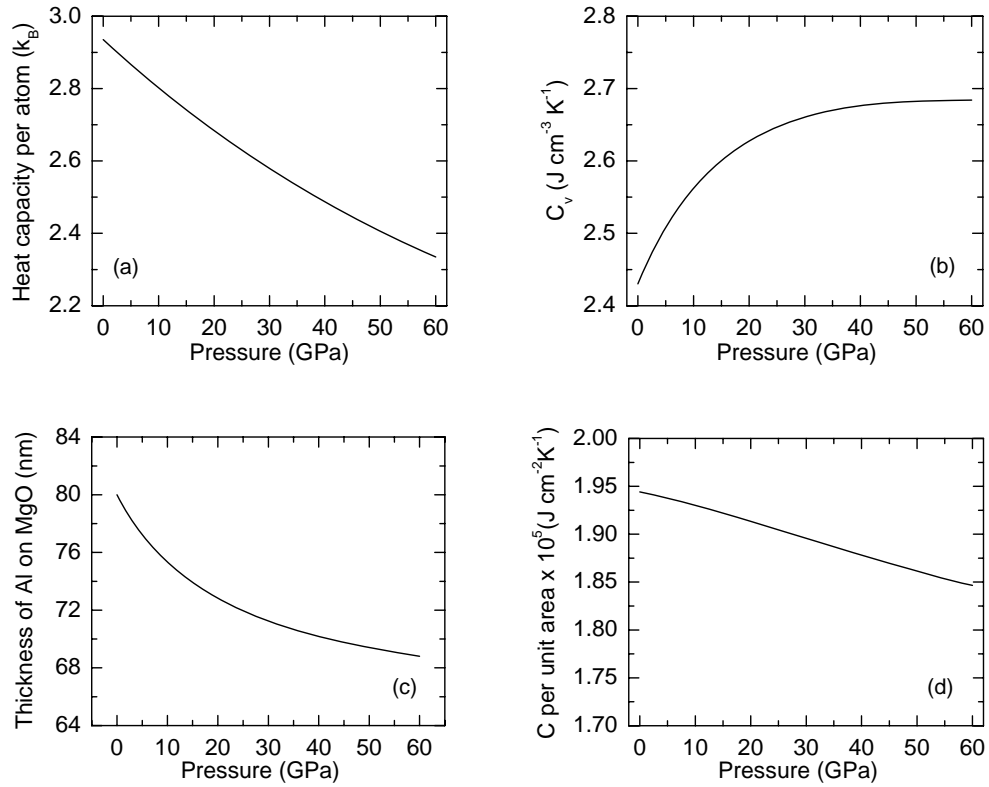 3.0
2.8
2.6
2.4
2.2
Heat capacity per atom (k_B)
(a)
0 10 20 30 40 50 60
Pressure (GPa)
2.8
2.7
2.6
2.5
2.4
C_v (J cm⁻³ K⁻¹)
(b)
0 10 20 30 40 50 60
Pressure (GPa)
84
80
76
72
68
64
Thickness of Al on MgO (nm)
(c)
0 10 20 30 40 50 60
Pressure (GPa)
2.00
1.95
1.90
1.85
1.80
1.75
1.70
C per unit area x 10⁵(J cm⁻²K⁻¹)
(d)
0 10 20 30 40 50 60
Pressure (GPa)